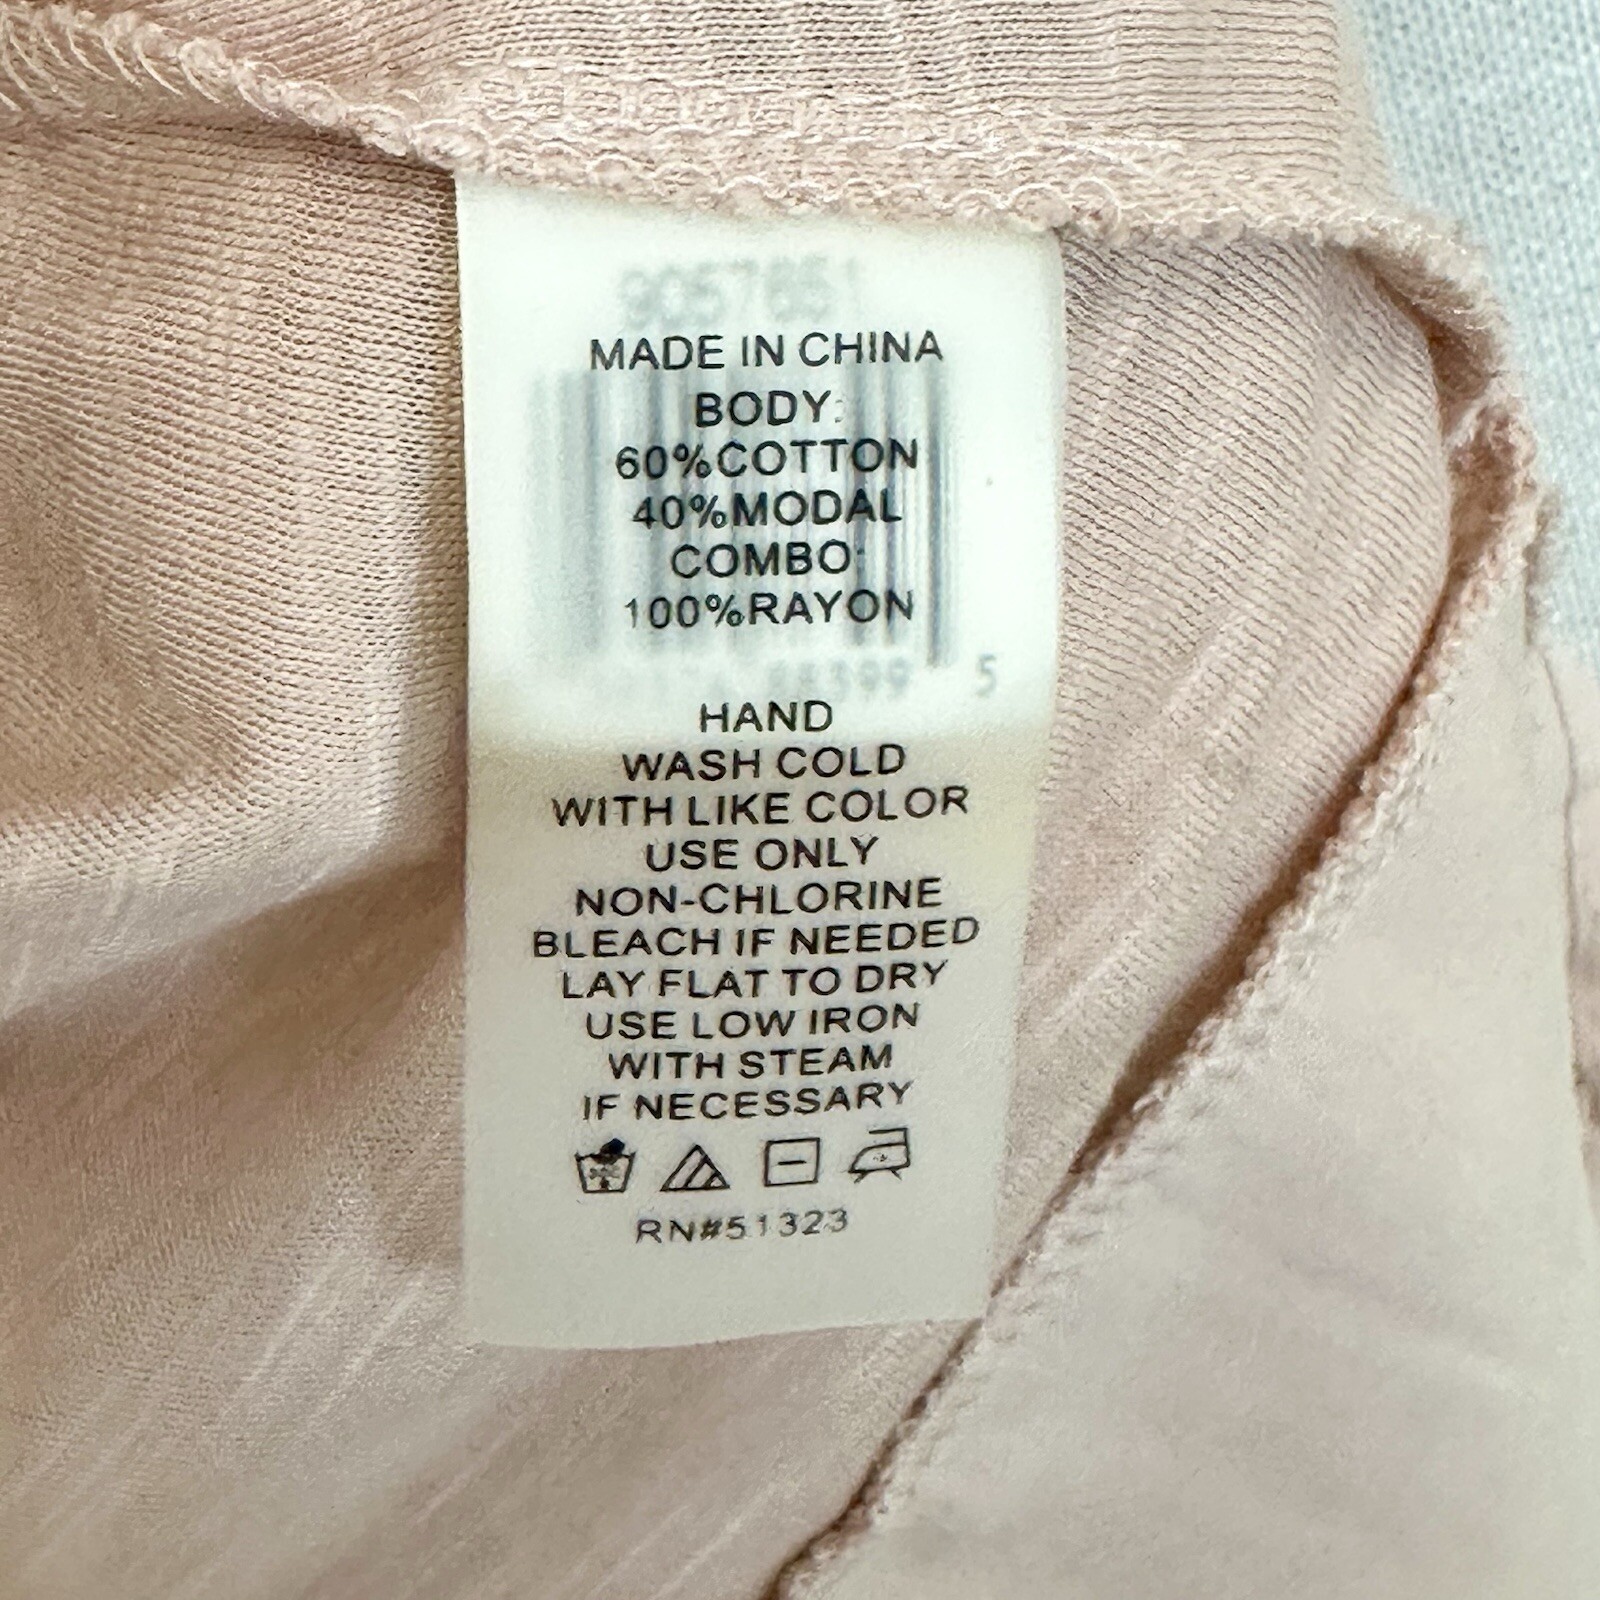 9057851
MADE IN CHINA
BODY:
60%COTTON
40%MODAL
COMBO:
100%RAYON
HAND
WASH COLD
WITH LIKE COLOR
USE ONLY
NON-CHLORINE
BLEACH IF NEEDED
LAY FLAT TO DRY
USE LOW IRON
WITH STEAM
IF NECESSARY
RN#51323